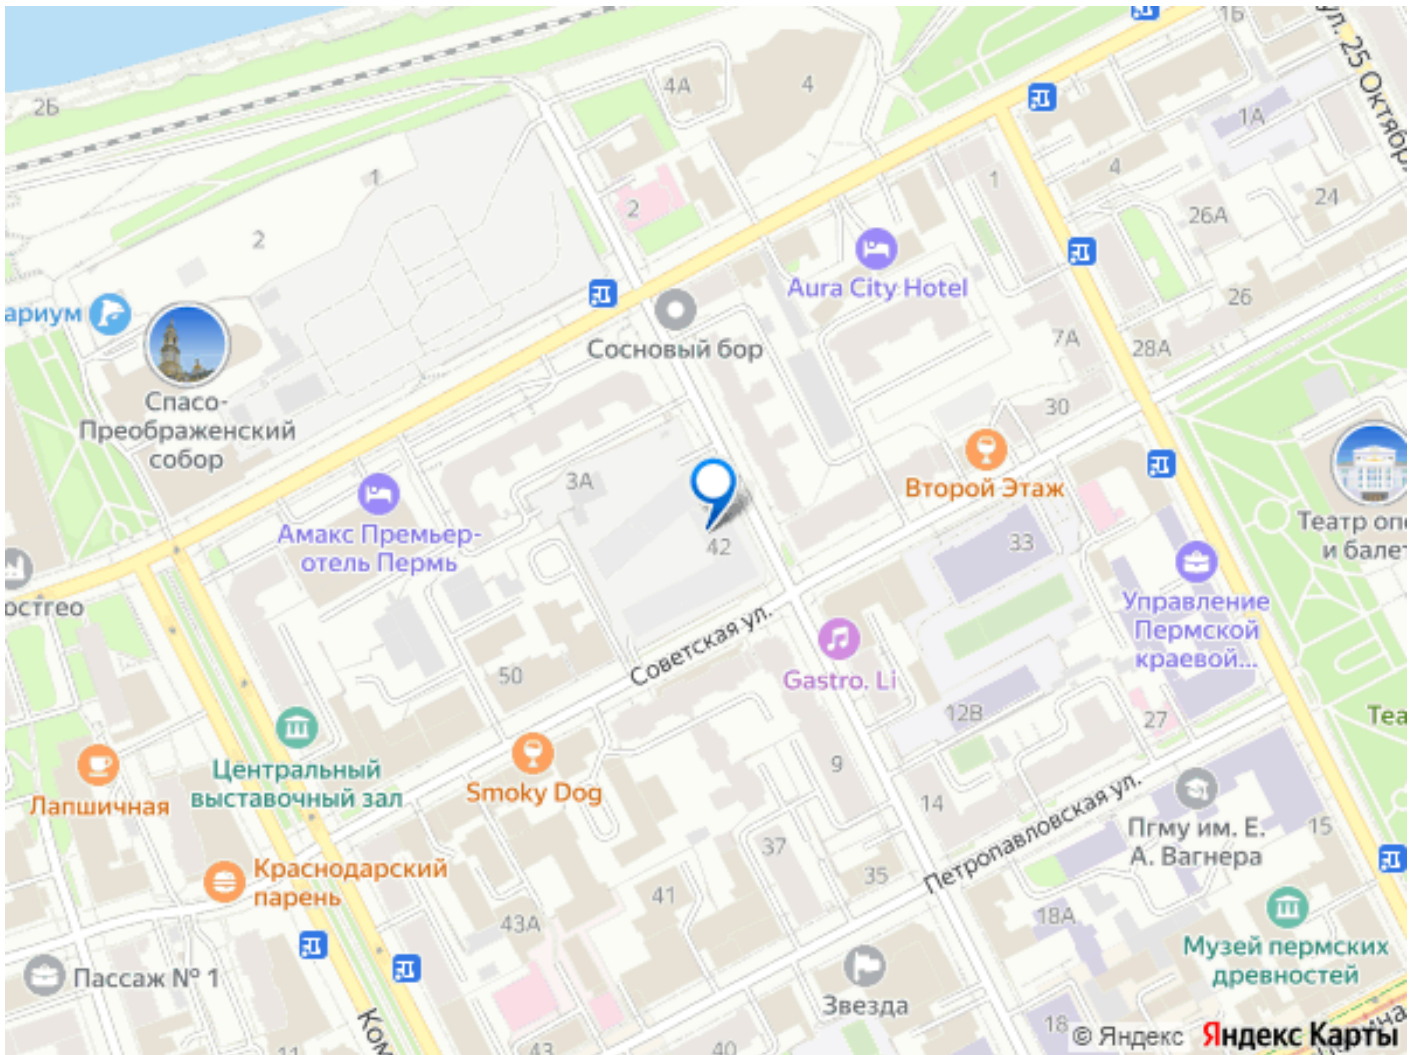 1Б
ул. 25 Октябр
2Б
4А
4
1А
1
1
4
2
24
26А
2
Aura City Hotel
26
ариум
Сосновый бор
7А
28А
Спасо-
Преображенский
собор
30
3А
Второй Этаж
Амакс Премьер-
отель Пермь
Театр опе
и балет
42
33
остгео
Управление
Пермской
краевой...
Советская ул.
50
Gastro. Li
12В
27
Теа
Центральный
выставочный зал
Smoky Dog
9
Лапшичная
14
Петропавловская ул.
Пгму им. Е.
А. Вагнера
15
37
Краснодарский
парень
35
41
43А
18А
Музей пермских
древностей
Пассаж № 1
Звезда
Ком
18
11
43
40
© Яндекс
Яндекс Карты